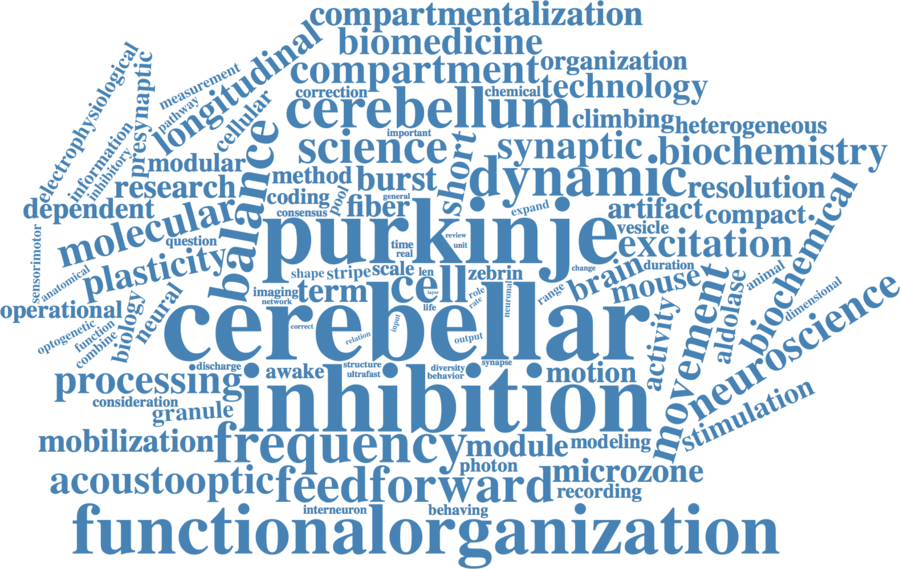 compartmentalization
biomedicine
compartment
organization
correction
chemical
technology
cerebellum
climbing
heterogeneous
important
longitudinal
measurement
pathway
cellular
electrophysiological
presynaptic
information
inhibitory
modular
science
short
synaptic
biochemistry
research
balance
method
burst
dynamic
resolution
coding
pool
general
fiber
consensus
expand
artifact
compact
dependent
molecular
purkinje
vesicle
excitation
question
time
real
review
unit
sensorimotor
anatomical
plasticity
shape
stripe
scale
len
cell
zebrin
change
brain
duration
mouse
animal
biochemical
dimensional
operational
imaging
network
term
layer
life
role
rate
neuronal
range
movement
aldolase
neuroscience
optogenetic
function
combine
biology
neural
cerebellar
correct
relation
input
output
activity
discharge
processing
awake
structure
ultrafast
diversity
behavior
synapse
motion
stimulation
consideration
granule
inhibition
mobilization
frequency
module
modeling
photon
acoustooptic
feedforward
microzone
recording
interneuron
behaving
functional
organization